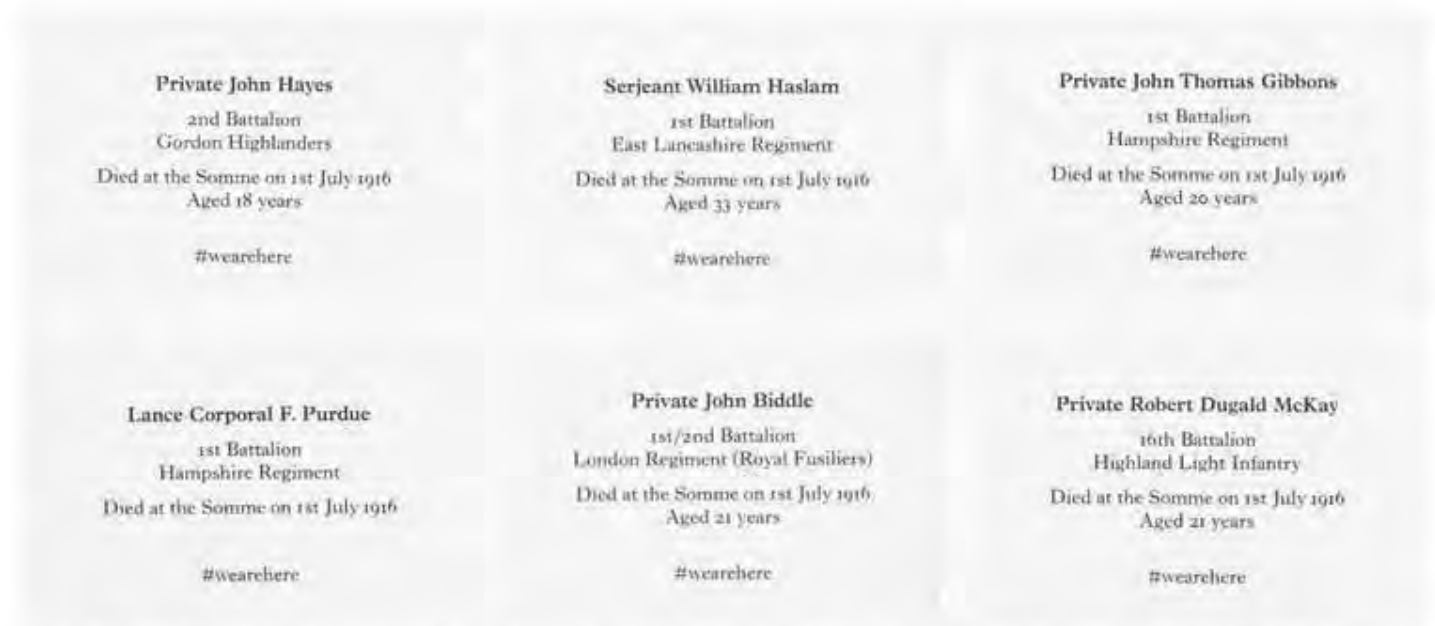 Private John Hayes
2nd Battalion
Gordon Highlanders
Died at the Somme on 1st July 1916
Aged 18 years
#wearehere
Serjeant William Haslam
1st Battalion
East Lancashire Regiment
Died at the Somme on 1st July 1916
Aged 33 years
#wearehere
Private John Thomas Gibbons
1st Battalion
Hampshire Regiment
Died at the Somme on 1st July 1916
Aged 20 years
#wearehere
Lance Corporal F. Purdue
1st Battalion
Hampshire Regiment
Died at the Somme on 1st July 1916
#wearehere
Private John Biddle
1st/2nd Battalion
London Regiment (Royal Fusiliers)
Died at the Somme on 1st July 1916
Aged 21 years
#wearehere
Private Robert Dugald McKay
16th Battalion
Highland Light Infantry
Died at the Somme on 1st July 1916
Aged 21 years
#wearehere